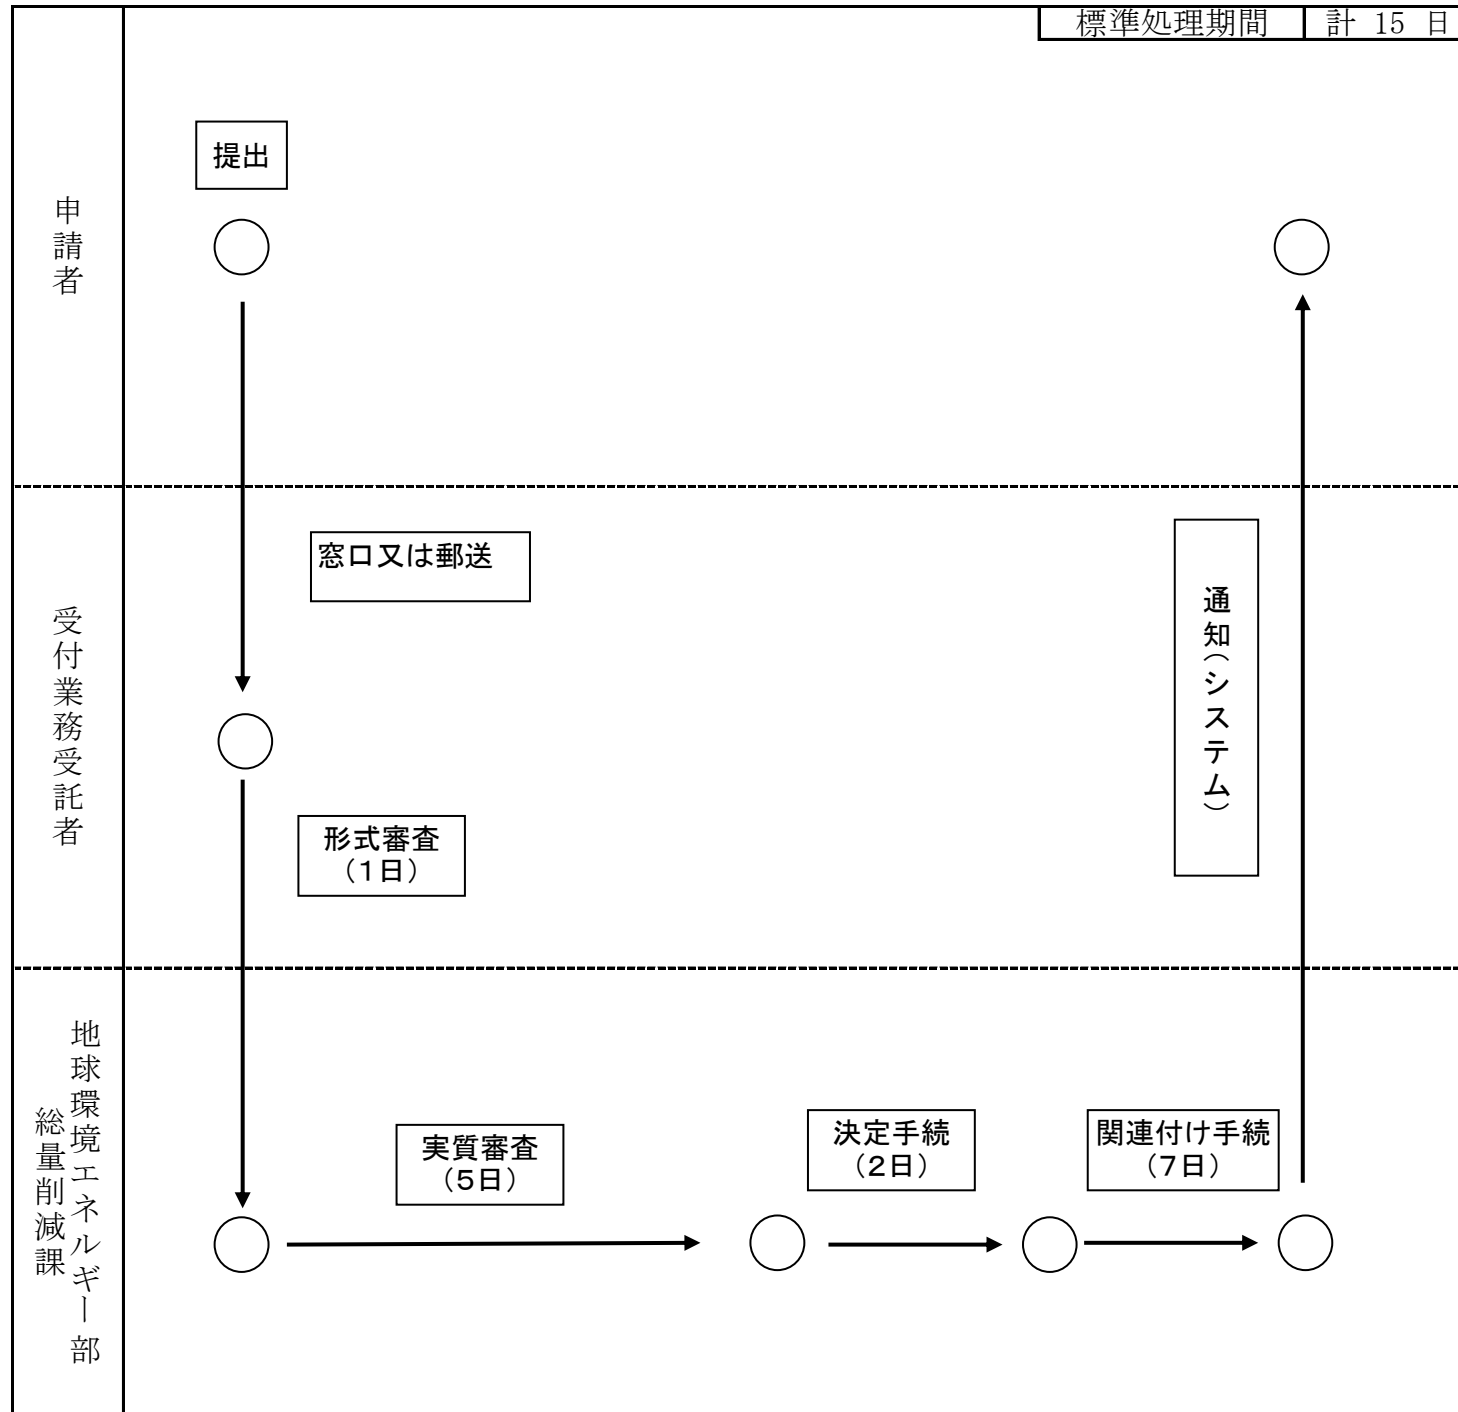 標準処理期間 計 15 日
提出
申請者
窓口又は郵送
受付業務受託者
形式審査
（1日）
通知（システム）
地球環境エネルギー部
総量削減課
実質審査
（5日）
決定手続
（2日）
関連付け手続
（7日）